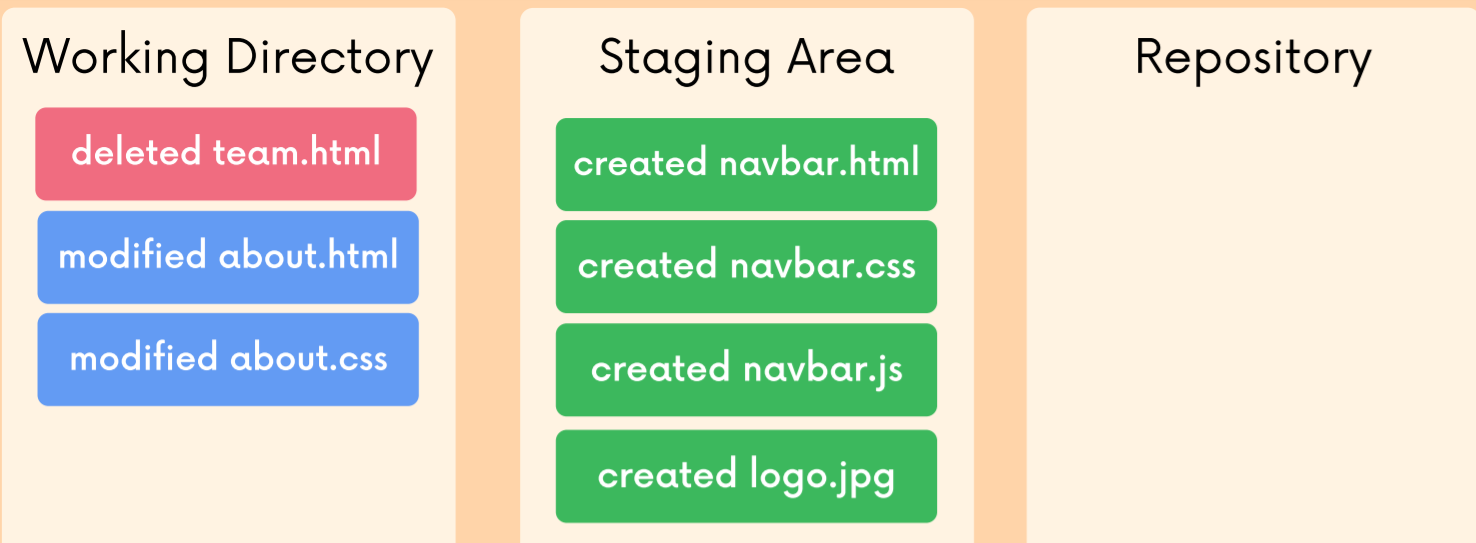 Working Directory
deleted team.html
modified about.html
modified about.css
Staging Area
created navbar.html
created navbar.css
created navbar.js
created logo.jpg
Repository